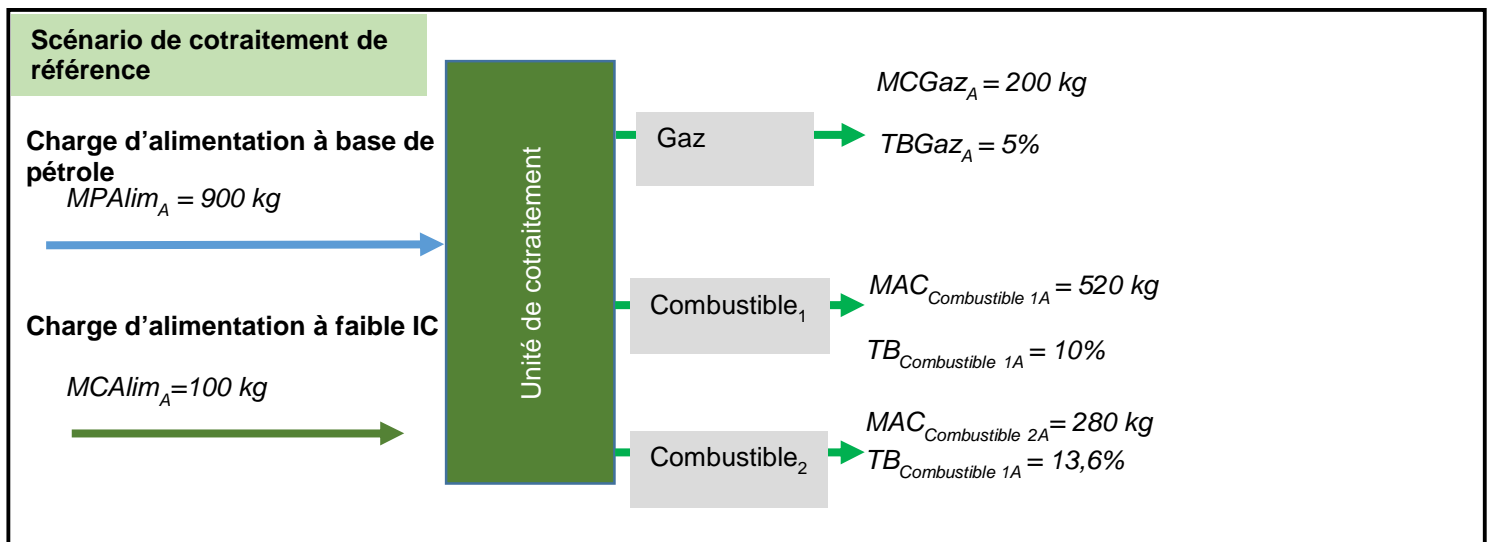 Scénario de cotraitement de
référence
Charge d'alimentation à base de
pétrole
MPAlim_A = 900 kg
Charge d'alimentation à faible IC
MCAlim_A=100 kg
Unité de cotraitement
Gaz
MCGaz_A = 200 kg
TBGaz_A = 5%
Combustible_1
MAC_Combustible 1A = 520 kg
TB_Combustible 1A = 10%
Combustible_2
MAC_Combustible 2A = 280 kg
TB_Combustible 1A = 13,6%